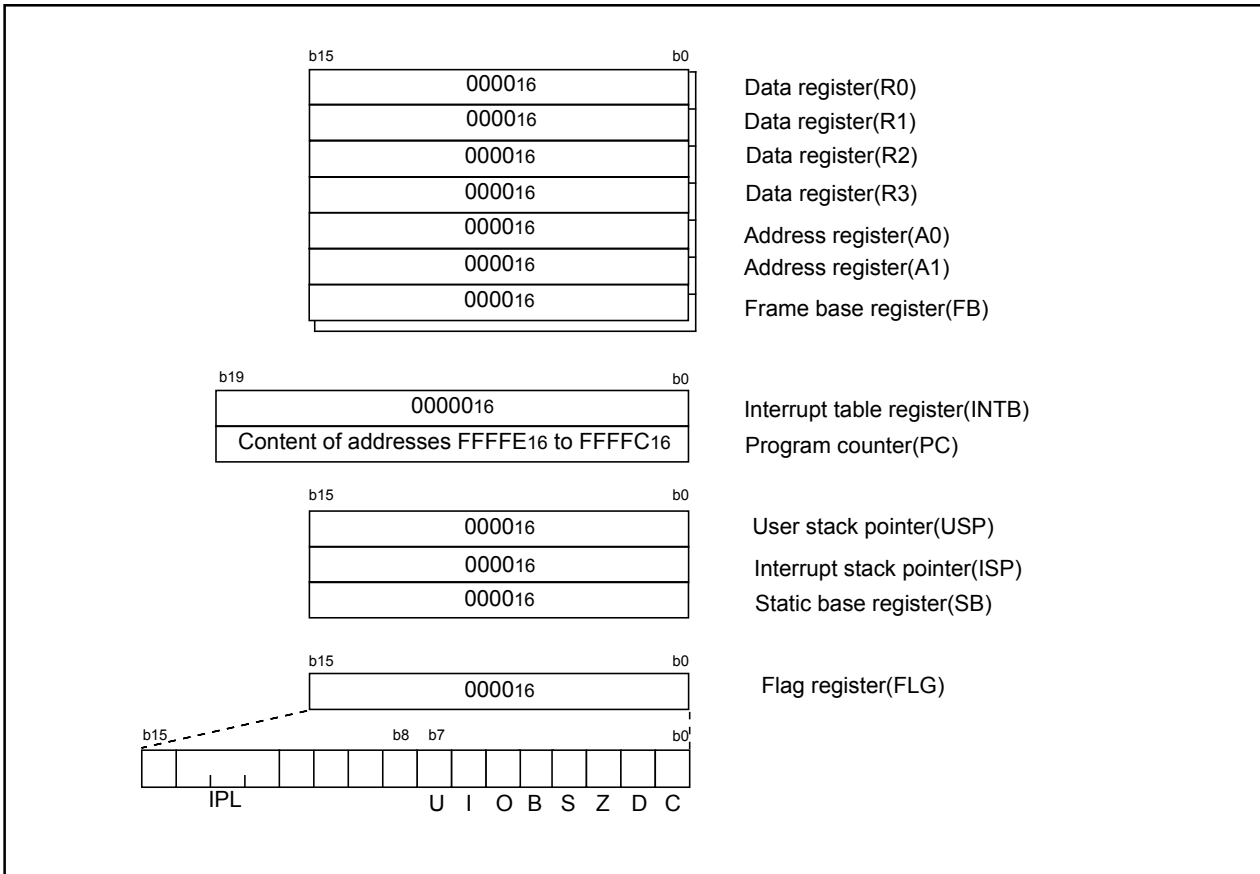 b15 b0
000016 Data register(R0)
000016 Data register(R1)
000016 Data register(R2)
000016 Data register(R3)
000016 Address register(A0)
000016 Address register(A1)
000016 Frame base register(FB)
b19 b0
0000016 Interrupt table register(INTB)
Content of addresses FFFFE16 to FFFFC16 Program counter(PC)
b15 b0
000016 User stack pointer(USP)
000016 Interrupt stack pointer(ISP)
000016 Static base register(SB)
b15 b0
000016 Flag register(FLG)
b15 b8 b7 b0
IPL U I O B S Z D C